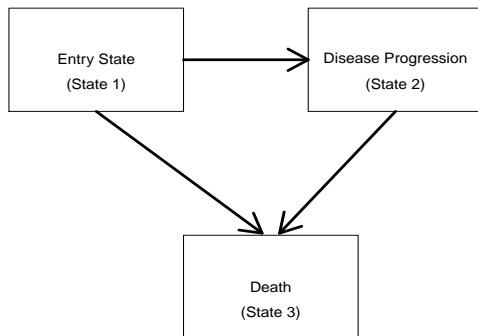 Entry State
(State 1)
Disease Progression
(State 2)
Death
(State 3)